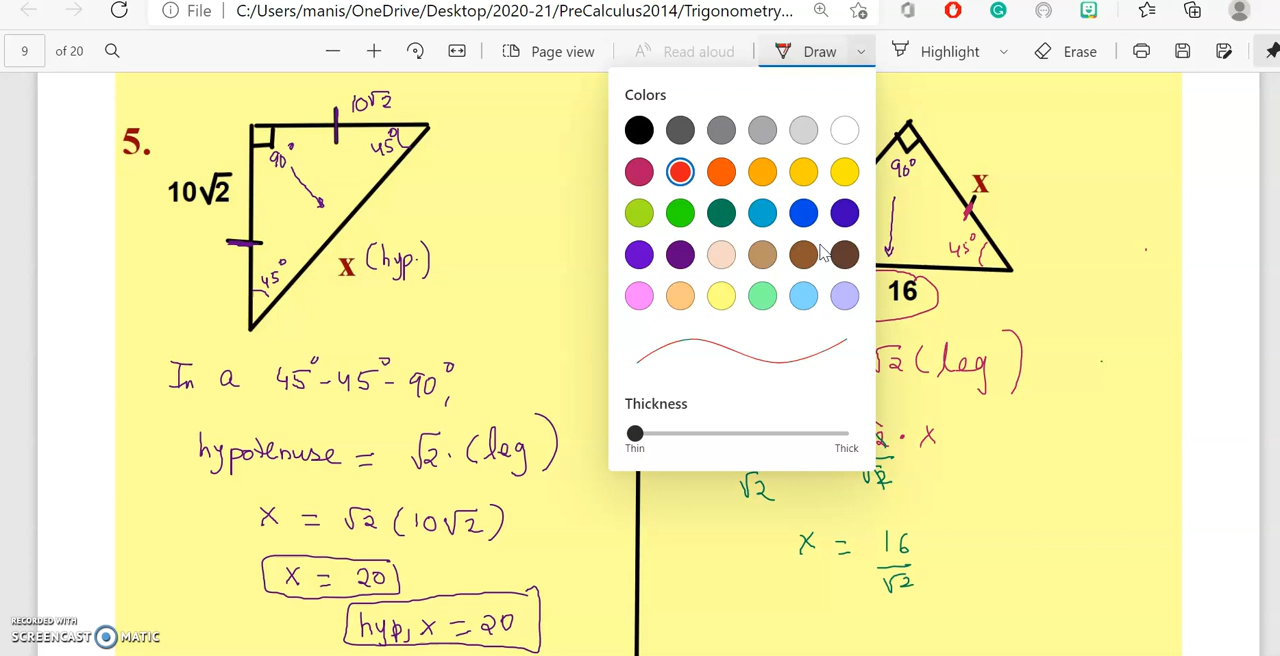 File C:/Users/manis/OneDrive/Desktop/2020-21/PreCalculus2014/Trigonometry...
9 of 20 Page view Read aloud Draw Highlight Erase
Colors
Thickness
Thin Thick
5.
10√2
90° 45°
10√2
x (hyp.)
45°
In a 45°-45°-90°,
hypotenuse = √2.(leg)
x = √2 (10√2)
x = 20
hyp, x = 20
90°
x
45°
16
√2 (leg)
· x
√2 √2
x = 16
√2
RECORDED WITH
SCREENCAST MATIC